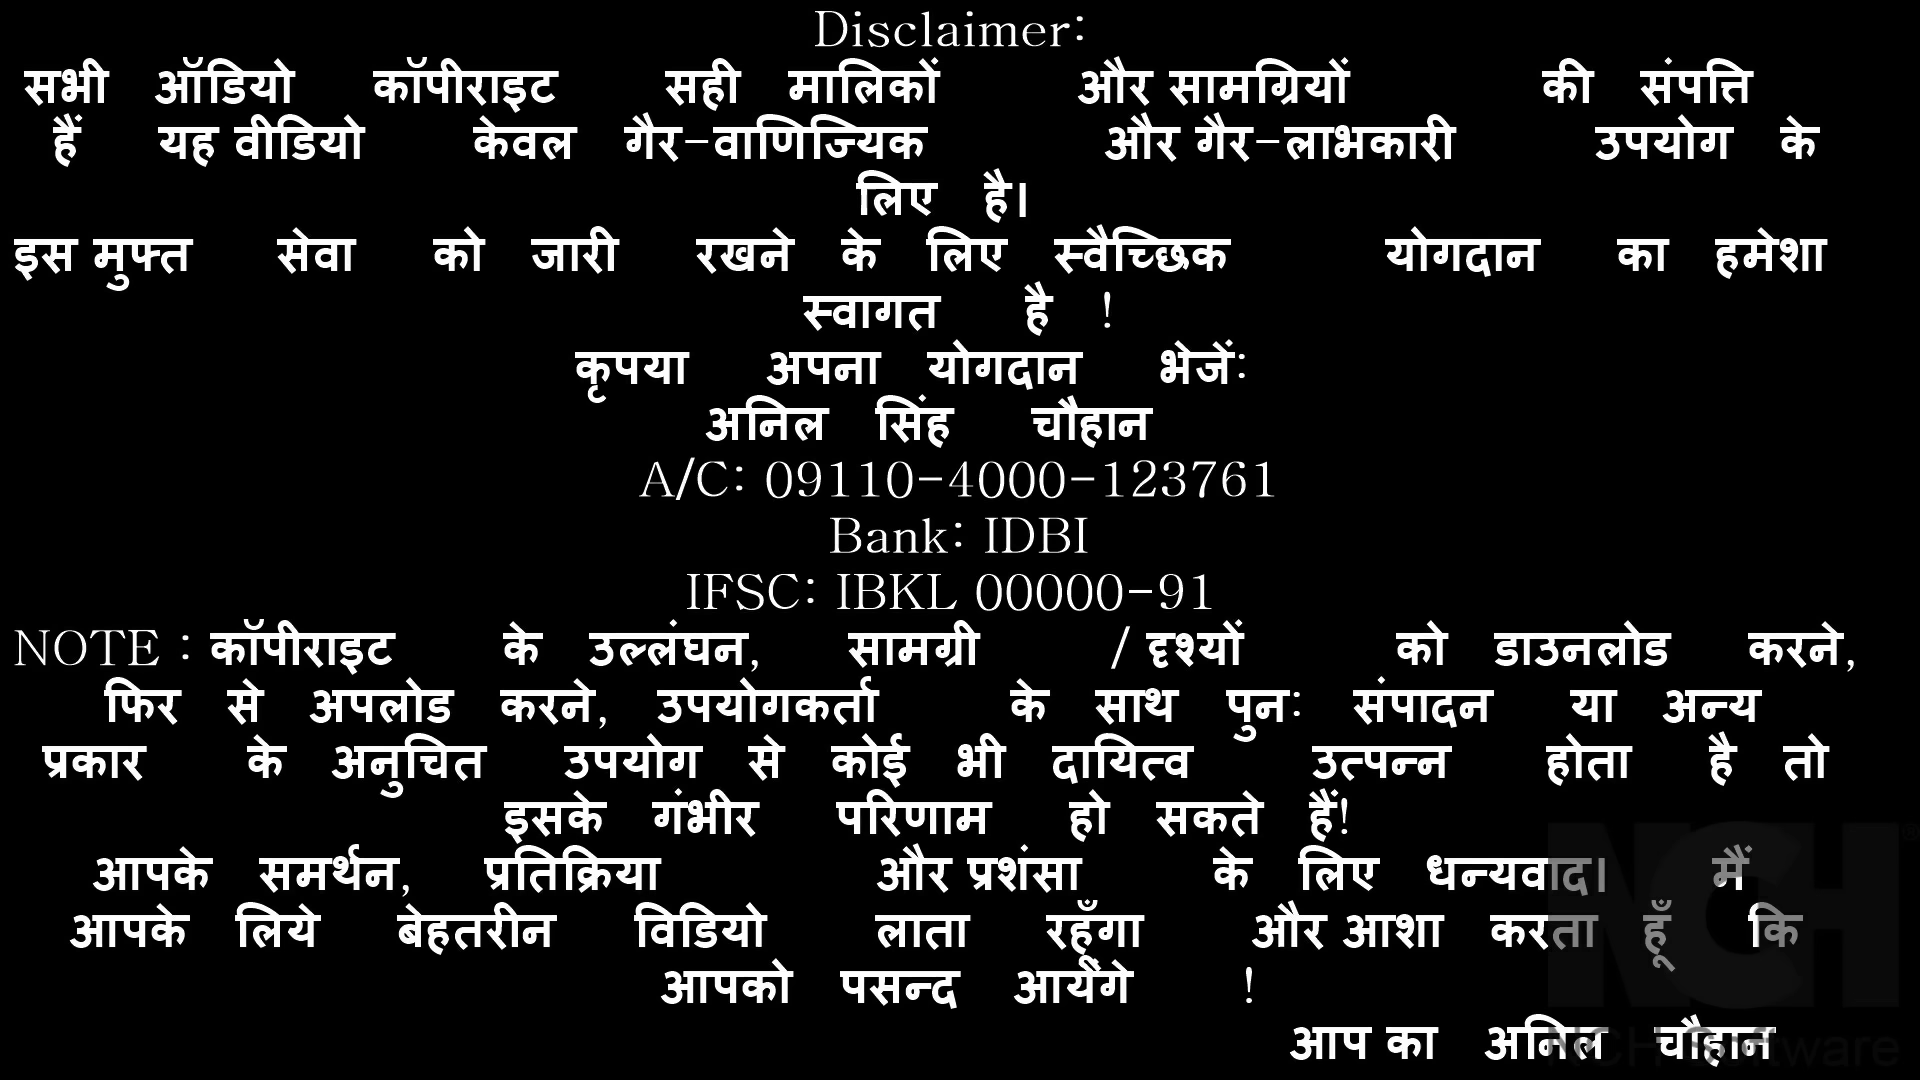 Disclaimer:
सभी ऑडियो कॉपीराइट सही मालिकों और सामग्रियों की संपत्ति
हैं यह वीडियो केवल गैर-वाणिज्यिक और गैर-लाभकारी उपयोग के
लिए है।
इस मुफ्त सेवा को जारी रखने के लिए स्वैच्छिक योगदान का हमेशा
स्वागत है !
कृपया अपना योगदान भेजें:
अनिल सिंह चौहान
A/C: 09110-4000-123761
Bank: IDBI
IFSC: IBKL 00000-91
NOTE : कॉपीराइट के उल्लंघन, सामग्री / दृश्यों को डाउनलोड करने,
फिर से अपलोड करने, उपयोगकर्ता के साथ पुन: संपादन या अन्य
प्रकार के अनुचित उपयोग से कोई भी दायित्व उत्पन्न होता है तो
इसके गंभीर परिणाम हो सकते हैं!
आपके समर्थन, प्रतिक्रिया और प्रशंसा के लिए धन्यवाद। मैं
आपके लिये बेहतरीन विडियो लाता रहूँगा और आशा करता हूँ कि
आपको पसन्द आयेंगे !
आप का अनिल चौहान
NCH®
NCH Software